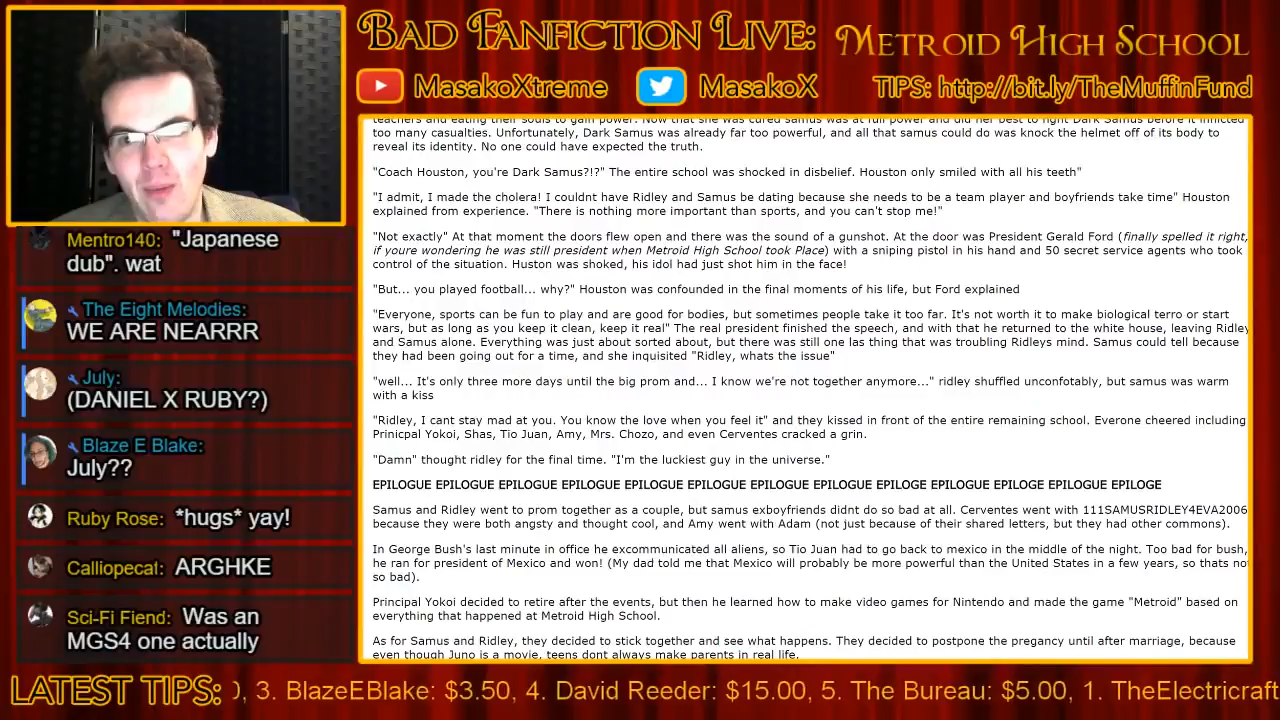 BAD FANFICTION LIVE:
METROID HIGH SCHOOL
MasakoXtreme
MasakoX
TIPS: http://bit.ly/TheMuffinFund
teachers and eating their souls to gain power. Now that she was cured samus was at full power and did her best to fight Dark Samus before it inflicted
too many casualties. Unfortunately, Dark Samus was already far too powerful, and all that samus could do was knock the helmet off of its body to
reveal its identity. No one could have expected the truth.
"Coach Houston, you're Dark Samus?!?" The entire school was shocked in disbelief. Houston only smiled with all his teeth"
"I admit, I made the cholera! I couldnt have Ridley and Samus be dating because she needs to be a team player and boyfriends take time" Houston
explained from experience. "There is nothing more important than sports, and you can't stop me!"
"Not exactly" At that moment the doors flew open and there was the sound of a gunshot. At the door was President Gerald Ford (finally spelled it right,
if youre wondering he was still president when Metroid High School took Place) with a sniping pistol in his hand and 50 secret service agents who took
control of the situation. Huston was shoked, his idol had just shot him in the face!
"But... you played football... why?" Houston was confounded in the final moments of his life, but Ford explained
"Everyone, sports can be fun to play and are good for bodies, but sometimes people take it too far. It's not worth it to make biological terro or start
wars, but as long as you keep it clean, keep it real" The real president finished the speech, and with that he returned to the white house, leaving Ridley
and Samus alone. Everything was just about sorted about, but there was still one las thing that was troubling Ridleys mind. Samus could tell because
they had been going out for a time, and she inquisited "Ridley, whats the issue"
"well... It's only three more days until the big prom and... I know we're not together anymore..." ridley shuffled unconfotably, but samus was warm
with a kiss
"Ridley, I cant stay mad at you. You know the love when you feel it" and they kissed in front of the entire remaining school. Everone cheered including
Prinicpal Yokoi, Shas, Tio Juan, Amy, Mrs. Chozo, and even Cerventes cracked a grin.
"Damn" thought ridley for the final time. "I'm the luckiest guy in the universe."
EPILOGUE EPILOGUE EPILOGUE EPILOGUE EPILOGUE EPILOGUE EPILOGUE EPILOGUE EPILOGE EPILOGUE EPILOGE EPILOGUE EPILOGE
Samus and Ridley went to prom together as a couple, but samus exboyfriends didnt do so bad at all. Cerventes went with 111SAMUSRIDLEY4EVA2006
because they were both angsty and thought cool, and Amy went with Adam (not just because of their shared letters, but they had other commons).
In George Bush's last minute in office he excommunicated all aliens, so Tio Juan had to go back to mexico in the middle of the night. Too bad for bush,
he ran for president of Mexico and won! (My dad told me that Mexico will probably be more powerful than the United States in a few years, so thats not
so bad).
Principal Yokoi decided to retire after the events, but then he learned how to make video games for Nintendo and made the game "Metroid" based on
everything that happened at Metroid High School.
As for Samus and Ridley, they decided to stick together and see what happens. They decided to postpone the pregancy until after marriage, because
even though Juno is a movie, teens dont always make parents in real life.
Mentro140: "Japanese
dub". wat
The Eight Melodies:
WE ARE NEARRR
July:
(DANIEL X RUBY?)
Blaze E Blake:
July??
Ruby Rose: *hugs* yay!
Calliopecat: ARGHKE
Sci-Fi Fiend: Was an
MGS4 one actually
LATEST TIPS: 0, 3. BlazeEBlake: $3.50, 4. David Reeder: $15.00, 5. The Bureau: $5.00, 1. TheElectricraft